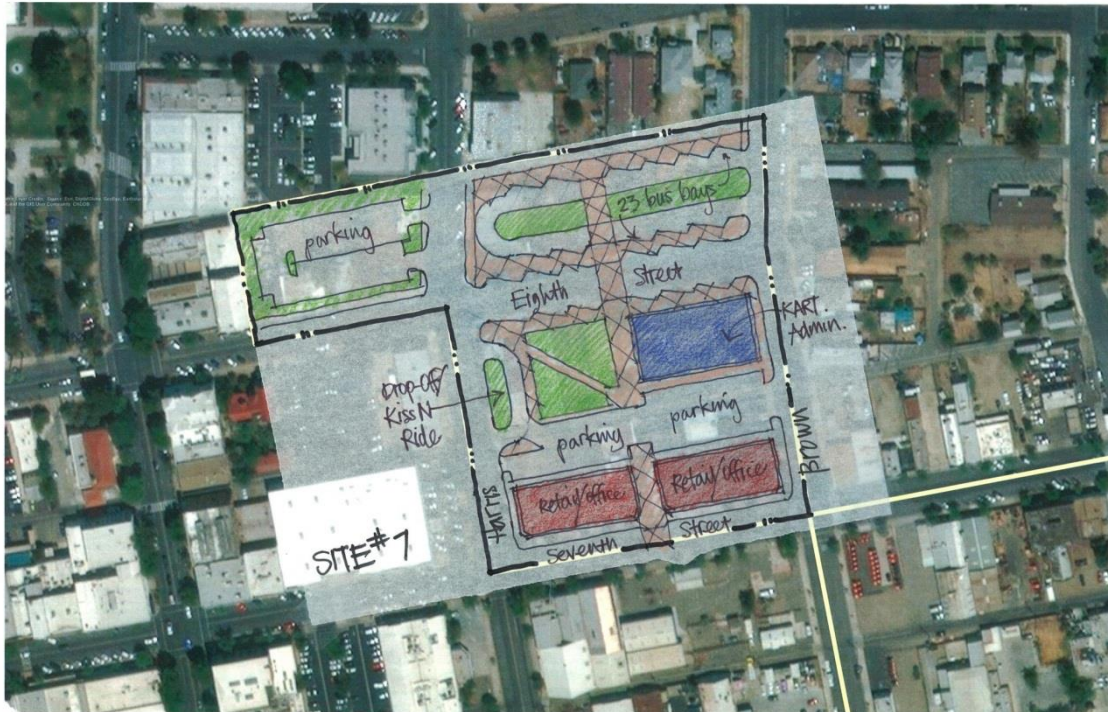 parking
23 bus bays
Eighth Street
KART.
Admin.
Drop-Off/
Kiss N
Ride
parking
parking
Harris
Brown
Retail/Office
Retail/Office
SITE #7
Seventh Street